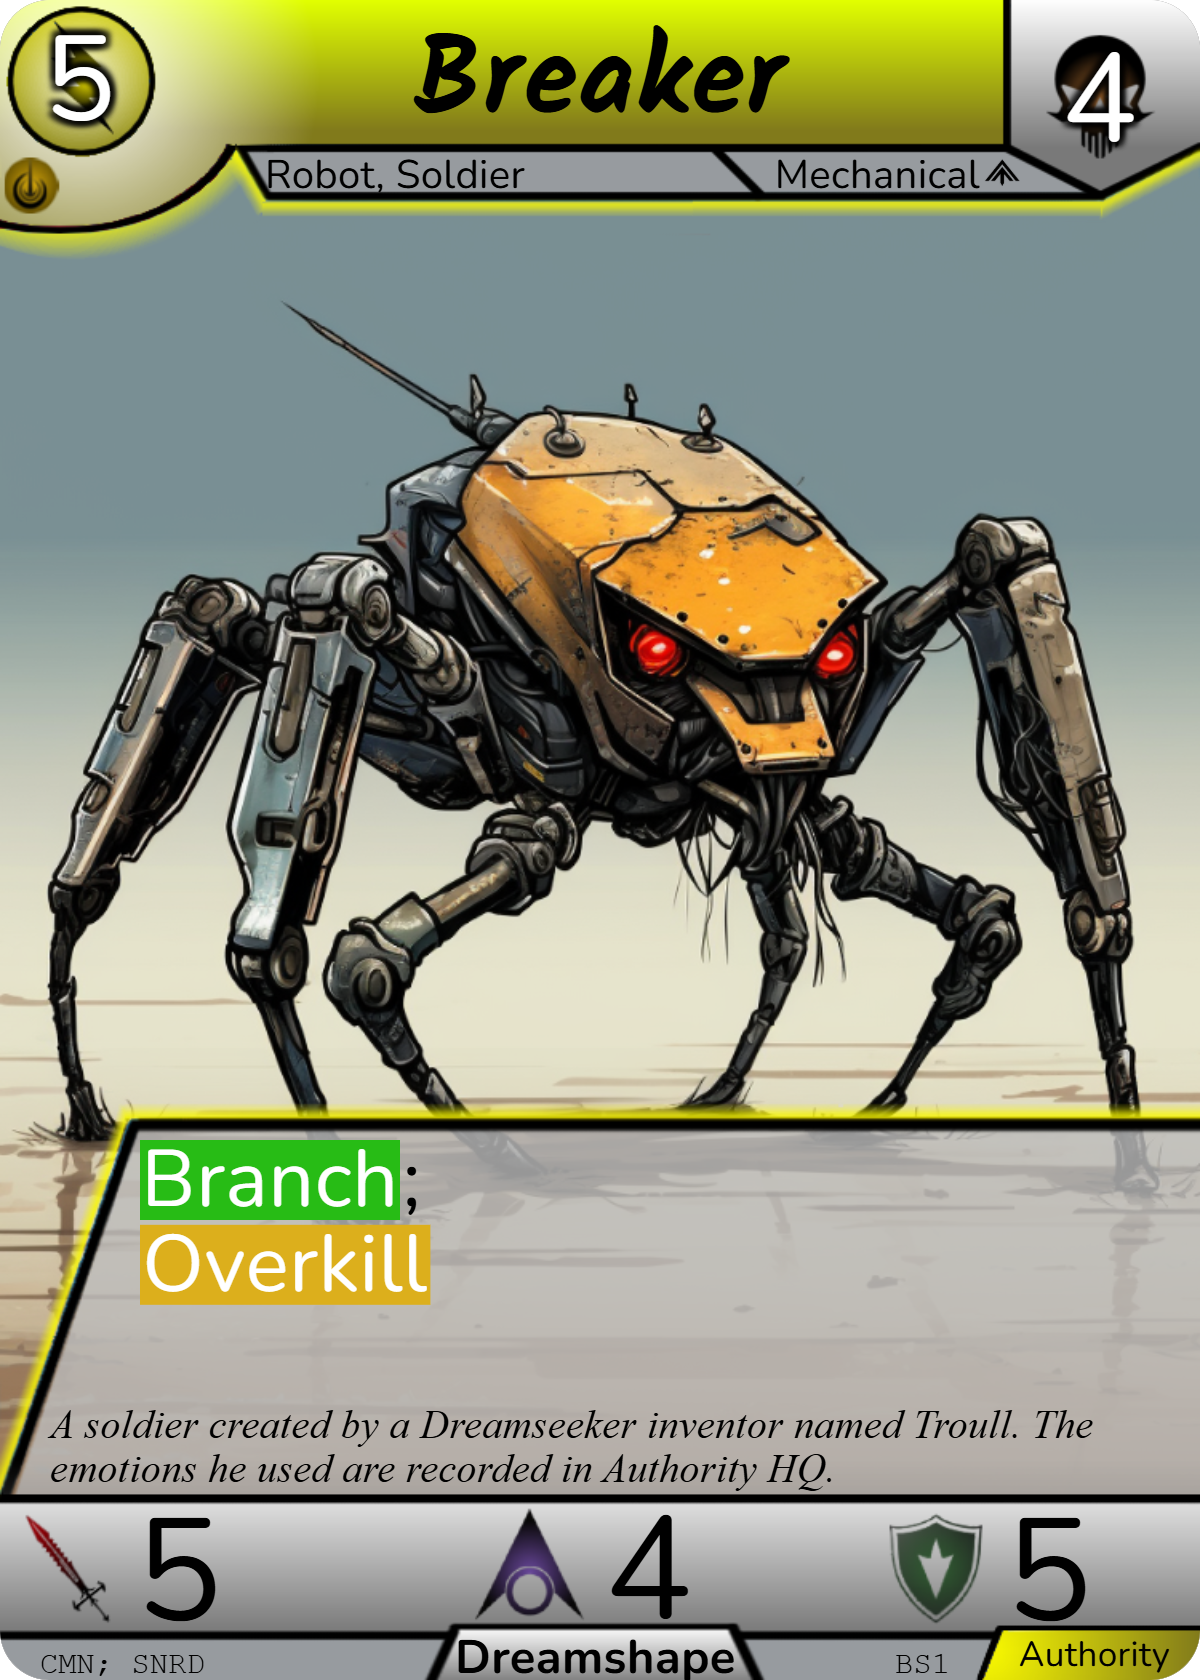 5
Breaker
4
Robot, Soldier
Mechanical
Branch;
Overkill
A soldier created by a Dreamseeker inventor named Troull. The
emotions he used are recorded in Authority HQ.
5
4
5
CMN; SNRD
Dreamshape
BS1
Authority